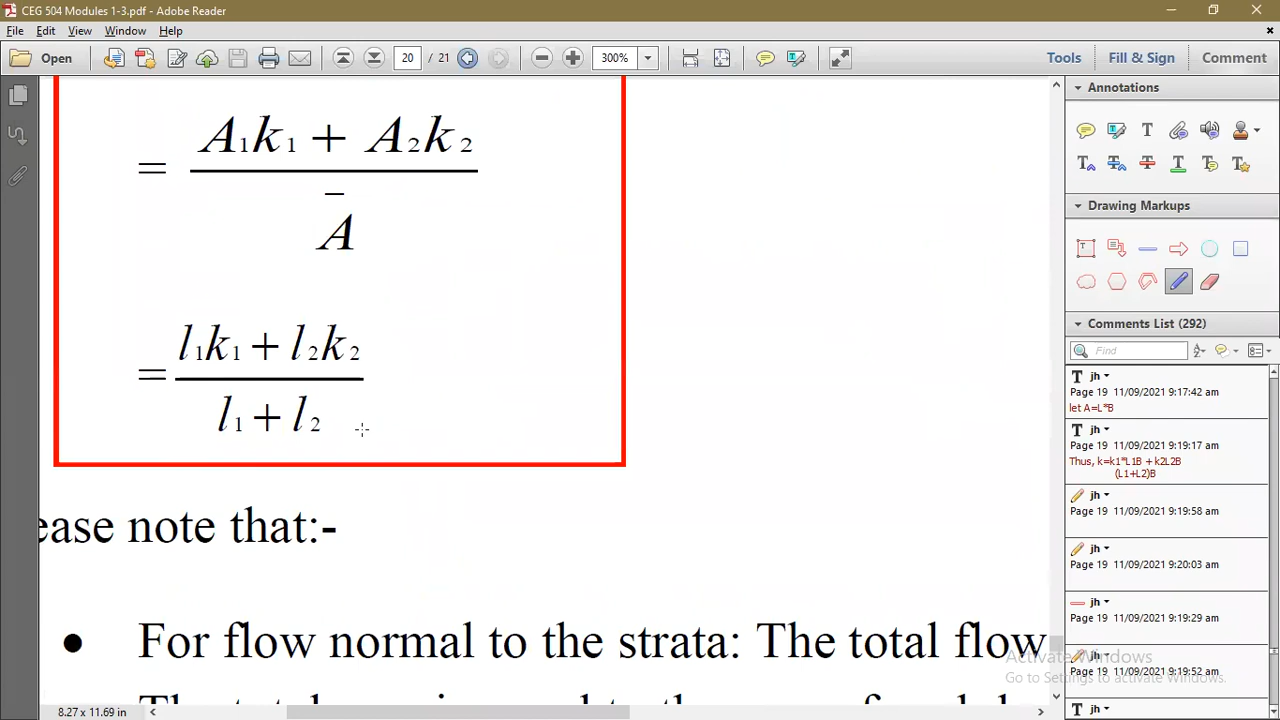 CEG 504 Modules 1-3.pdf - Adobe Reader
File Edit View Window Help
Open 20 / 21 300% Tools Fill & Sign Comment
= A1k1 + A2k2
A̅
= l1k1 + l2k2
l1 + l2
ease note that:-
● For flow normal to the strata: The total flow
Annotations
Drawing Markups
Comments List (292)
Find
jh
Page 19 11/09/2021 9:17:42
let A=L*B
jh
Page 19 11/09/2021 9:19:17
Thus, k=k1*L1B + k2L2B
(L1+L2)B
jh
Page 19 11/09/2021 9:19:58
jh
Page 19 11/09/2021 9:20:03
jh
Page 19 11/09/2021 9:19:29
jh
Page 19 11/09/2021 9:19:52
jh
Activate Windows
Go to Settings to activate Windows.
8.27 x 11.69 in